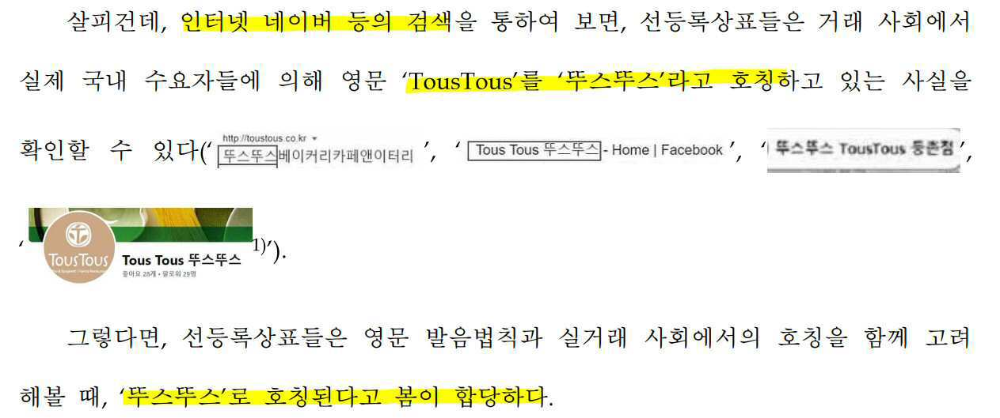 살피건데, 인터넷 네이버 등의 검색을 통하여 보면, 선등록상표들은 거래 사회에서
실제 국내 수요자들에 의해 영문 ‘TousTous’를 ‘뚜스뚜스’라고 호칭하고 있는 사실을
http://toustous.co.kr
확인할 수 있다(‘ 뚜스뚜스베이커리카페앤이터리 ’, ‘ Tous Tous 뚜스뚜스 - Home | Facebook ’, ‘ 뚜스뚜스 TousTous 둥촌점 ’,
‘ TOUSTOUS Tous Tous 뚜스뚜스 1)’).
좋아요 28개 • 팔로워 29명
그렇다면, 선등록상표들은 영문 발음법칙과 실거래 사회에서의 호칭을 함께 고려
해볼 때, ‘뚜스뚜스’로 호칭된다고 봄이 합당하다.